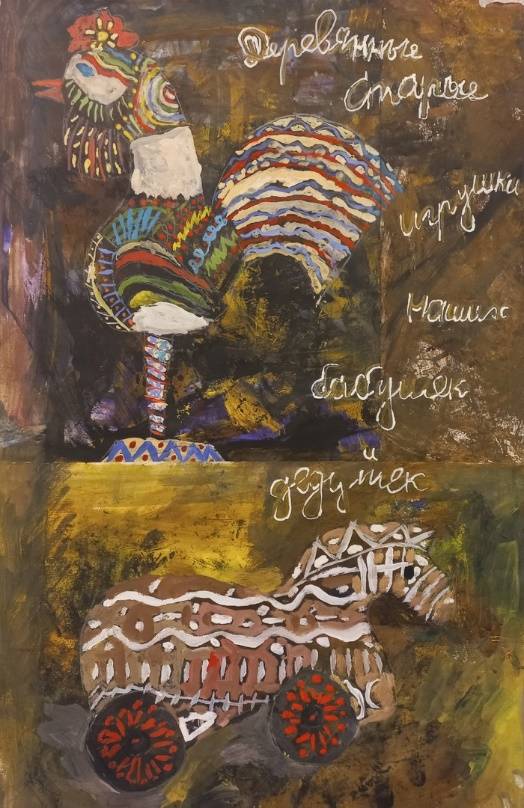 Деревянные
старые
игрушки
Наших
бабушек
и
дедушек